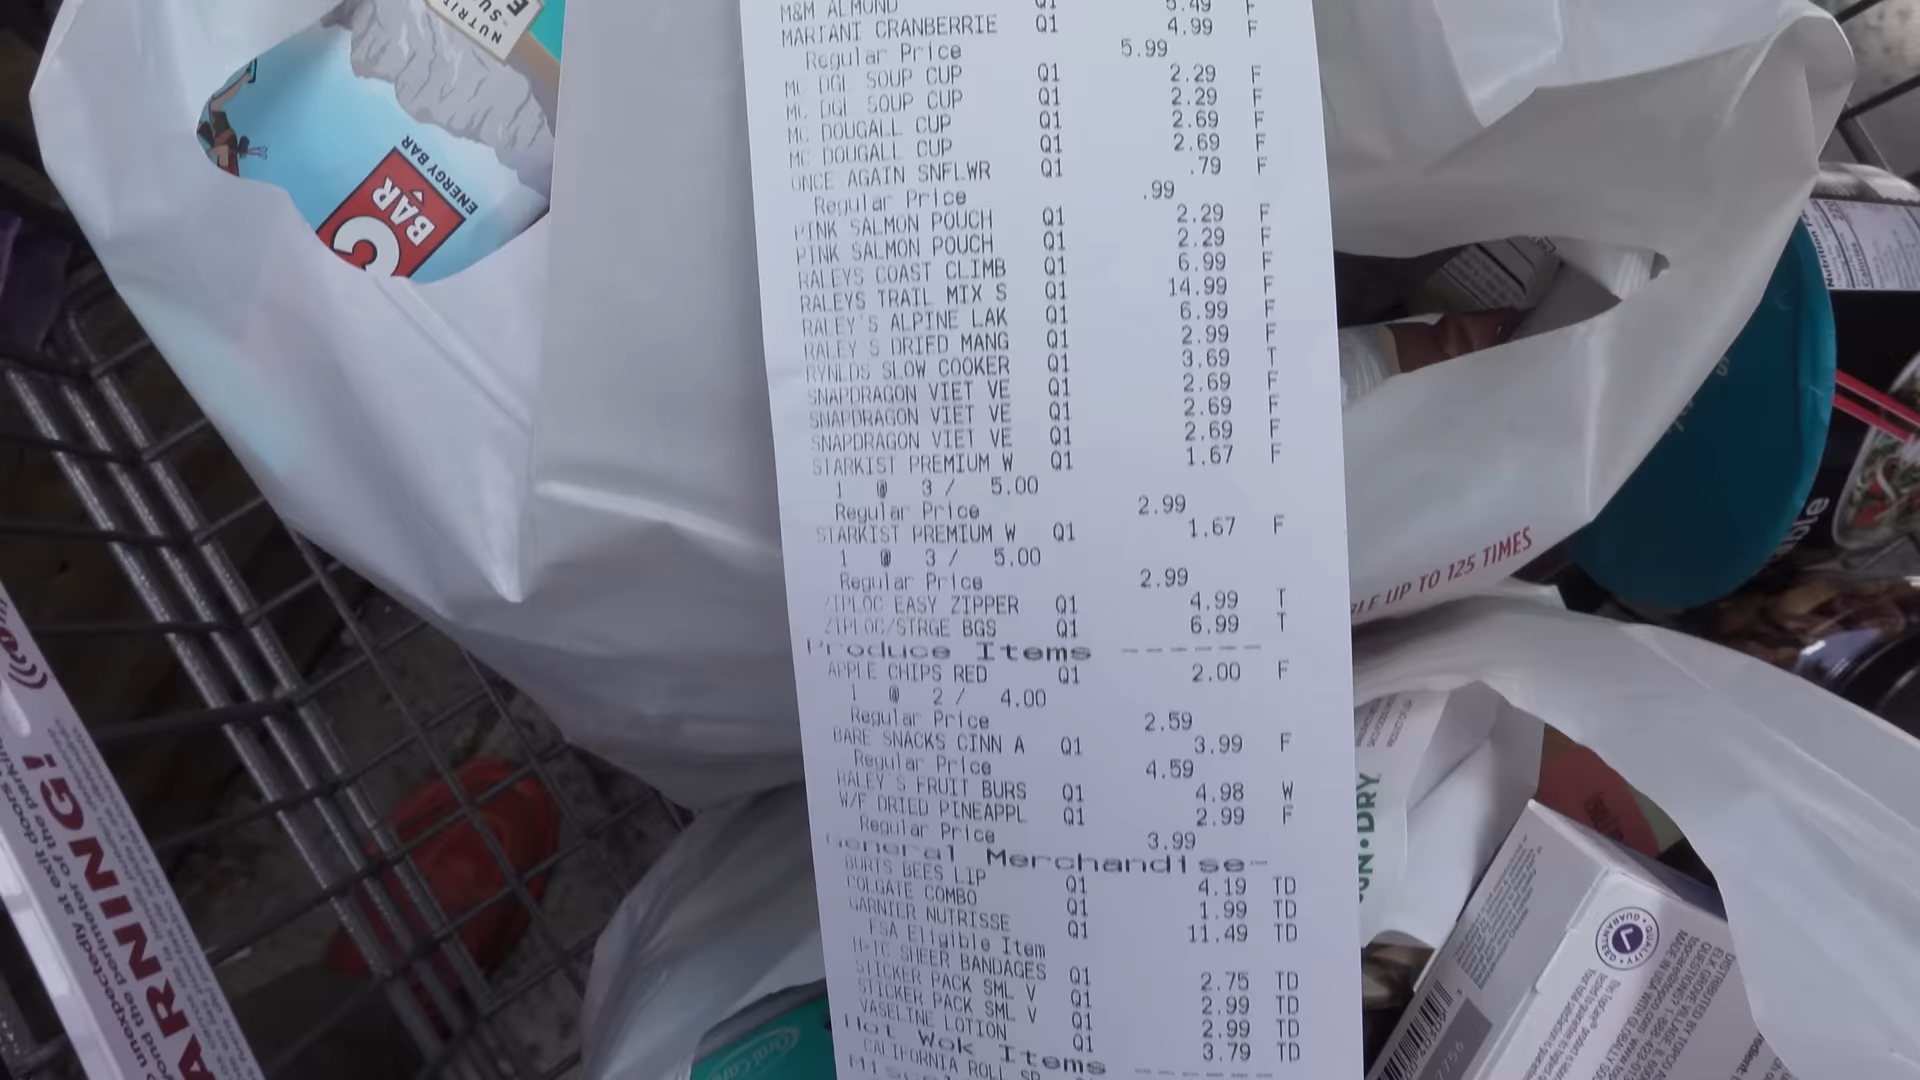 M&M ALMOND Q1 5.49 F
MARIANI CRANBERRIE Q1 4.99 F
Regular Price 5.99
MC DGL SOUP CUP Q1 2.29 F
MC DGL SOUP CUP Q1 2.29 F
MC DOUGALL CUP Q1 2.69 F
MC DOUGALL CUP Q1 2.69 F
ONCE AGAIN SNFLWR Q1 .79 F
Regular Price .99
PINK SALMON POUCH Q1 2.29 F
PINK SALMON POUCH Q1 2.29 F
RALEYS COAST CLIMB Q1 6.99 F
RALEYS TRAIL MIX S Q1 14.99 F
RALEY'S ALPINE LAK Q1 6.99 F
RALEY'S DRIED MANG Q1 2.99 F
RYNLDS SLOW COOKER Q1 3.69 T
SNAPDRAGON VIET VE Q1 2.69 F
SNAPDRAGON VIET VE Q1 2.69 F
SNAPDRAGON VIET VE Q1 2.69 F
STARKIST PREMIUM W Q1 1.67 F
1 @ 3/ 5.00
Regular Price 2.99
STARKIST PREMIUM W Q1 1.67 F
1 @ 3/ 5.00
Regular Price 2.99
ZIPLOC EASY ZIPPER Q1 4.99 T
ZIPLOC/STRGE BGS Q1 6.99 T
Produce Items ------
APPLE CHIPS RED Q1 2.00 F
1 @ 2/ 4.00
Regular Price 2.59
BARE SNACKS CINN A Q1 3.99 F
Regular Price 4.59
RALEY'S FRUIT BURS Q1 4.98 W
W/F DRIED PINEAPPL Q1 2.99 F
Regular Price 3.99
General Merchandise-
BURTS BEES LIP Q1 4.19 TD
COLGATE COMBO Q1 1.99 TD
GARNIER NUTRISSE Q1 11.49 TD
FSA Eligible Item
SHEER BANDAGES Q1 2.75 TD
STICKER PACK SML V Q1 2.99 TD
STICKER PACK SML V Q1 2.99 TD
VASELINE LOTION Q1 3.79 TD
Hot Wok Items ------
CALIFORNIA ROLL SP
ENERGY BAR
BAR
WARNING!
UP TO 125 TIMES
SUN·DRY
QUALITY
GUARANTEED
Oral Care
Nutrition